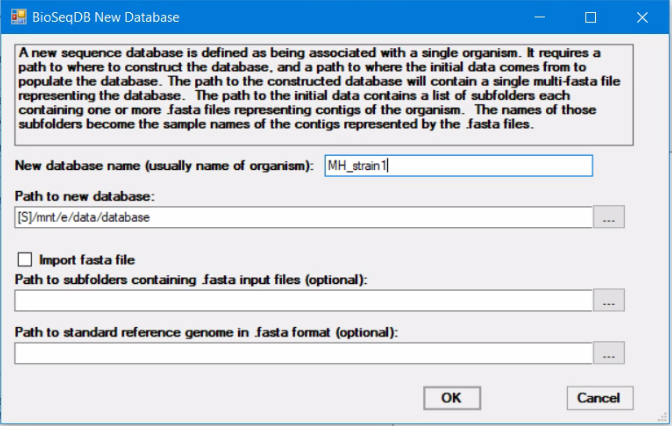 BioSeqDB New Database
A new sequence database is defined as being associated with a single organism. It requires a
path to where to construct the database, and a path to where the initial data comes from to
populate the database. The path to the constructed database will contain a single multi-fasta file
representing the database. The path to the initial data contains a list of subfolders each
containing one or more .fasta files representing contigs of the organism. The names of those
subfolders become the sample names of the contigs represented by the .fasta files.
New database name (usually name of organism): MH_strain1
Path to new database:
[S]/mnt/e/data/database ...
Import fasta file
Path to subfolders containing .fasta input files (optional):
...
Path to standard reference genome in .fasta format (optional):
...
OK Cancel